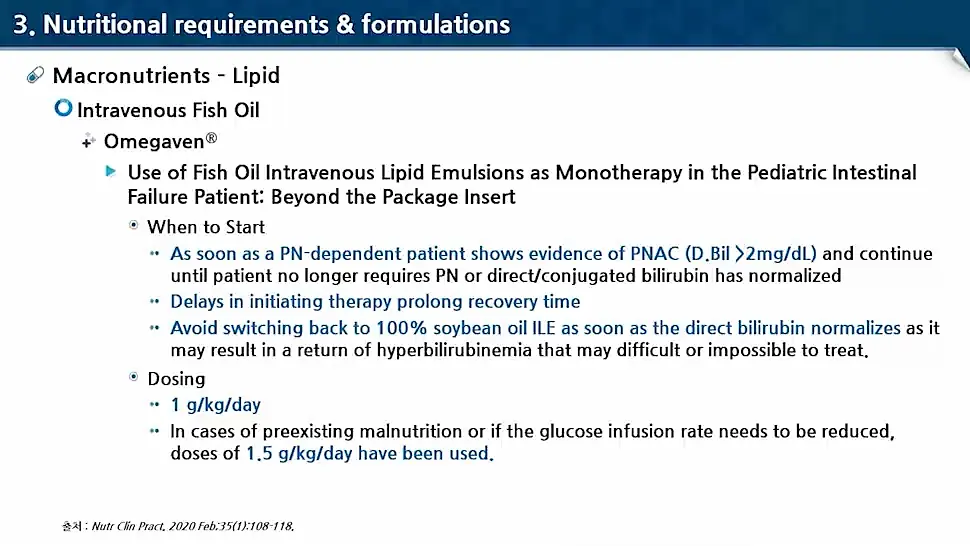 3. Nutritional requirements & formulations
Macronutrients - Lipid
Intravenous Fish Oil
Omegaven®
Use of Fish Oil Intravenous Lipid Emulsions as Monotherapy in the Pediatric Intestinal
Failure Patient: Beyond the Package Insert
When to Start
As soon as a PN-dependent patient shows evidence of PNAC (D.Bil >2mg/dL) and continue
until patient no longer requires PN or direct/conjugated bilirubin has normalized
Delays in initiating therapy prolong recovery time
Avoid switching back to 100% soybean oil ILE as soon as the direct bilirubin normalizes as it
may result in a return of hyperbilirubinemia that may difficult or impossible to treat.
Dosing
1 g/kg/day
In cases of preexisting malnutrition or if the glucose infusion rate needs to be reduced,
doses of 1.5 g/kg/day have been used.
출처 : Nutr Clin Pract. 2020 Feb;35(1):108-118.